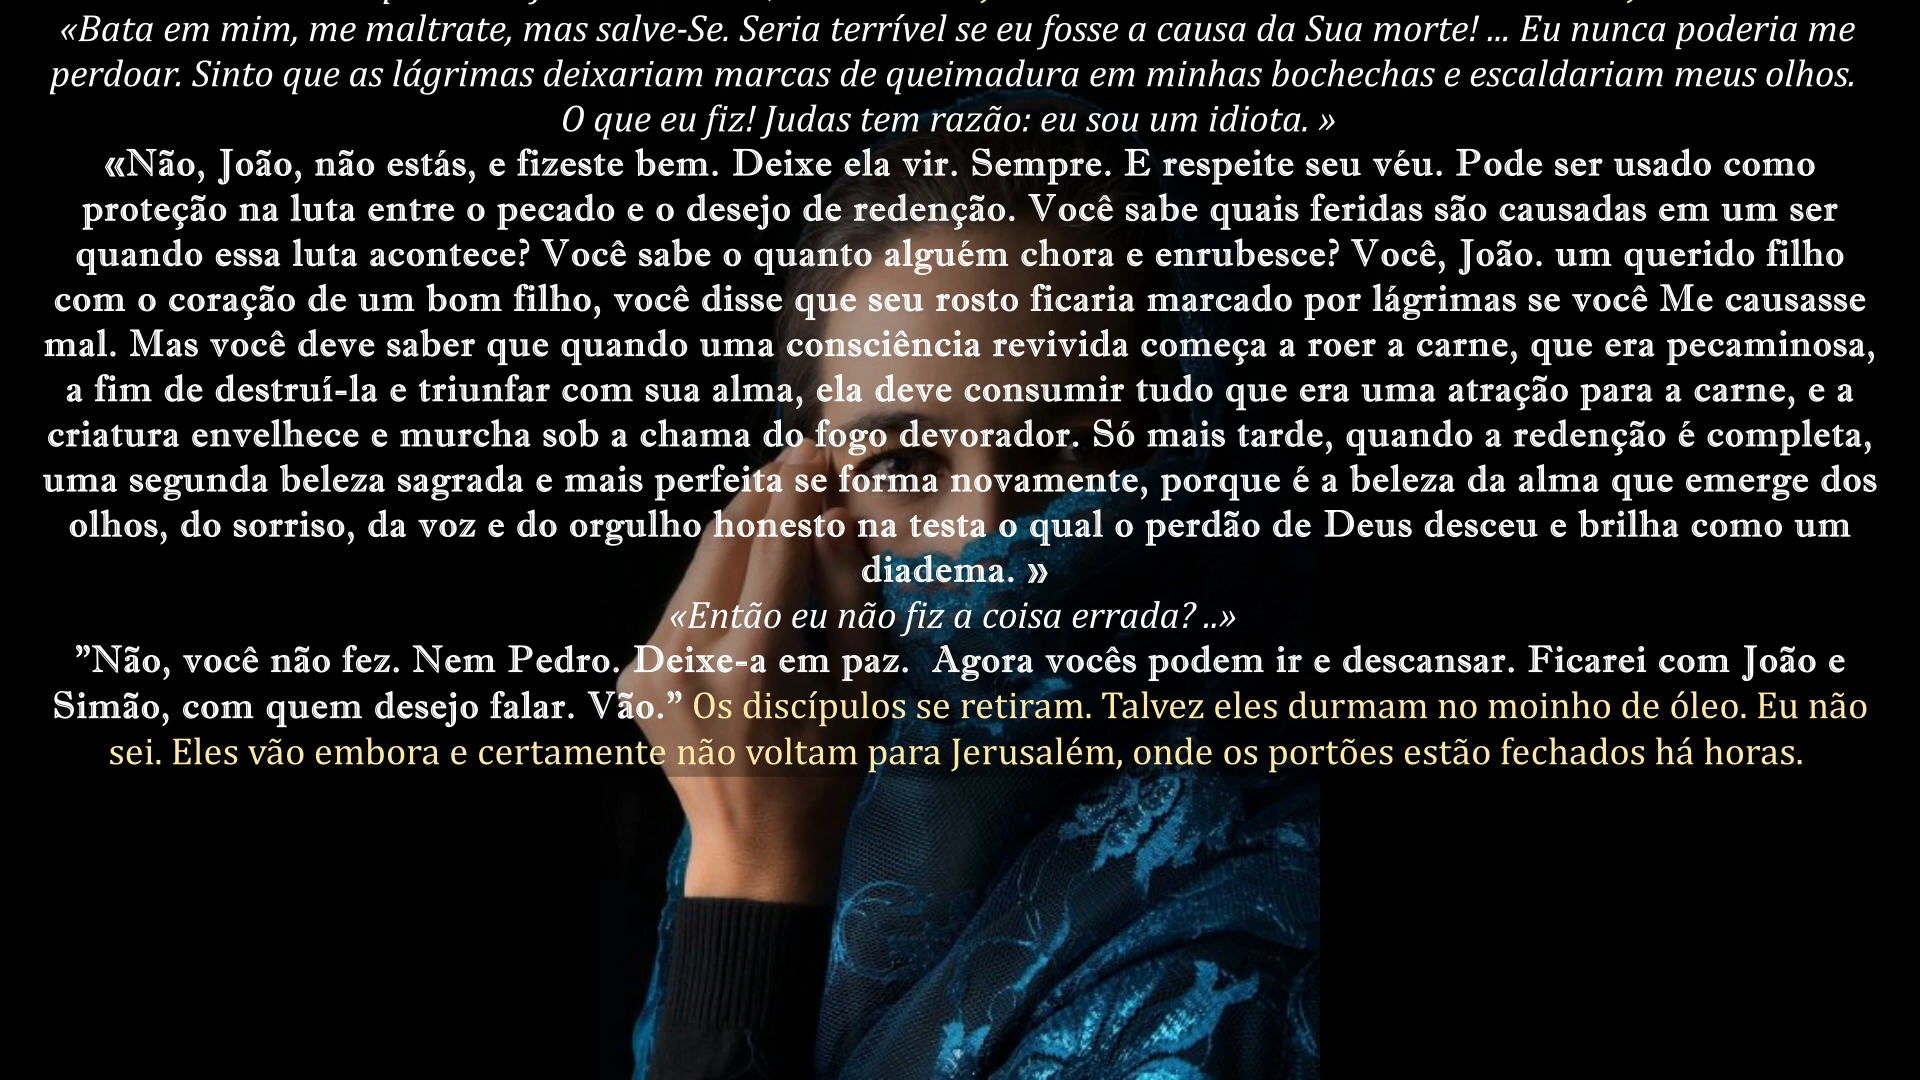 «Bata em mim, me maltrate, mas salve-Se. Seria terrível se eu fosse a causa da Sua morte! ... Eu nunca poderia me
perdoar. Sinto que as lágrimas deixariam marcas de queimadura em minhas bochechas e escaldariam meus olhos.
O que eu fiz! Judas tem razão: eu sou um idiota. »
«Não, João, não estás, e fizeste bem. Deixe ela vir. Sempre. E respeite seu véu. Pode ser usado como
proteção na luta entre o pecado e o desejo de redenção. Você sabe quais feridas são causadas em um ser
quando essa luta acontece? Você sabe o quanto alguém chora e enrubesce? Você, João. um querido filho
com o coração de um bom filho, você disse que seu rosto ficaria marcado por lágrimas se você Me causasse
mal. Mas você deve saber que quando uma consciência revivida começa a roer a carne, que era pecaminosa,
a fim de destruí-la e triunfar com sua alma, ela deve consumir tudo que era uma atração para a carne, e a
criatura envelhece e murcha sob a chama do fogo devorador. Só mais tarde, quando a redenção é completa,
uma segunda beleza sagrada e mais perfeita se forma novamente, porque é a beleza da alma que emerge dos
olhos, do sorriso, da voz e do orgulho honesto na testa o qual o perdão de Deus desceu e brilha como um
diadema. »
«Então eu não fiz a coisa errada? ..»
”Não, você não fez. Nem Pedro. Deixe-a em paz.  Agora vocês podem ir e descansar. Ficarei com João e
Simão, com quem desejo falar. Vão.” Os discípulos se retiram. Talvez eles durmam no moinho de óleo. Eu não
sei. Eles vão embora e certamente não voltam para Jerusalém, onde os portões estão fechados há horas.